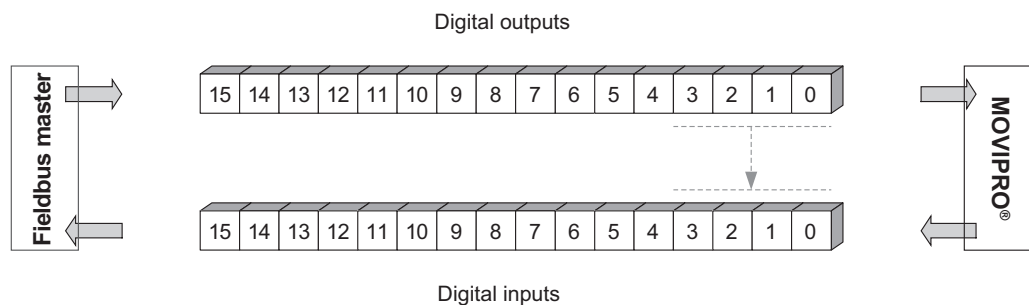 Digital outputs
Fieldbus master
15 14 13 12 11 10 9 8 7 6 5 4 3 2 1 0
MOVIPRO®
15 14 13 12 11 10 9 8 7 6 5 4 3 2 1 0
Digital inputs